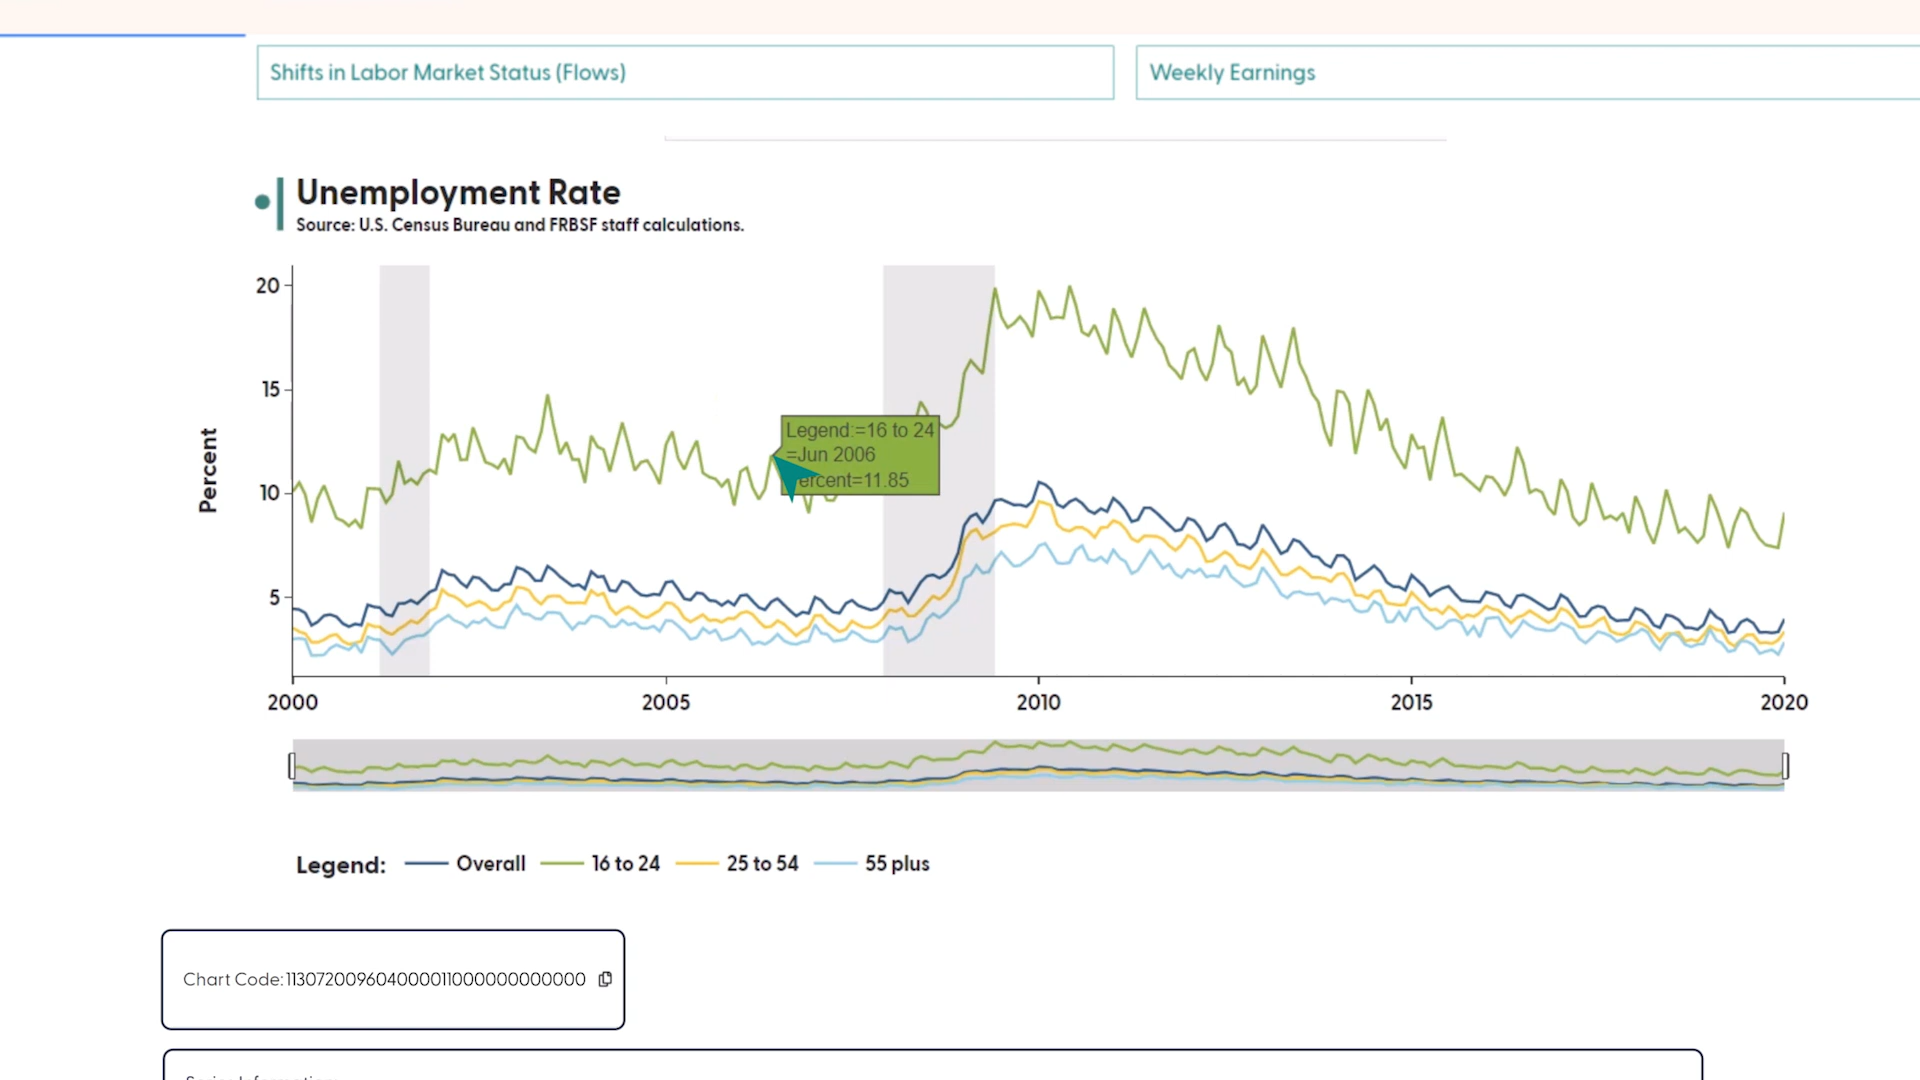 Shifts in Labor Market Status (Flows)
Weekly Earnings
Unemployment Rate
Source: U.S. Census Bureau and FRBSF staff calculations.
Percent
20
15
10
5
Legend:=16 to 24
=Jun 2006
ercent=11.85
2000 2005 2010 2015 2020
Legend: Overall 16 to 24 25 to 54 55 plus
Chart Code: